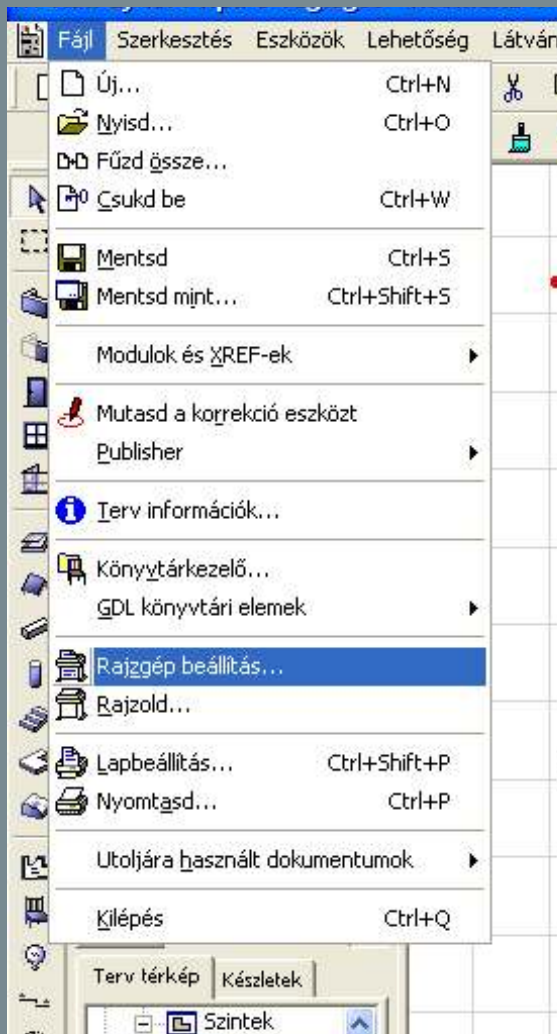 Fájl Szerkesztés Eszközök Lehetőség Látván
Új... Ctrl+N
Nyisd... Ctrl+O
Fűzd össze...
Csukd be Ctrl+W
Mentsd Ctrl+S
Mentsd mint... Ctrl+Shift+S
Modulok és XREF-ek
Mutasd a korrekció eszközt
Publisher
Terv információk...
Könyvtárkezelő...
GDL könyvtári elemek
Rajzgép beállítás...
Rajzold...
Lapbeállítás... Ctrl+Shift+P
Nyomtasd... Ctrl+P
Utoljára használt dokumentumok
Kilépés Ctrl+Q
Terv térkép Készletek
Szintek